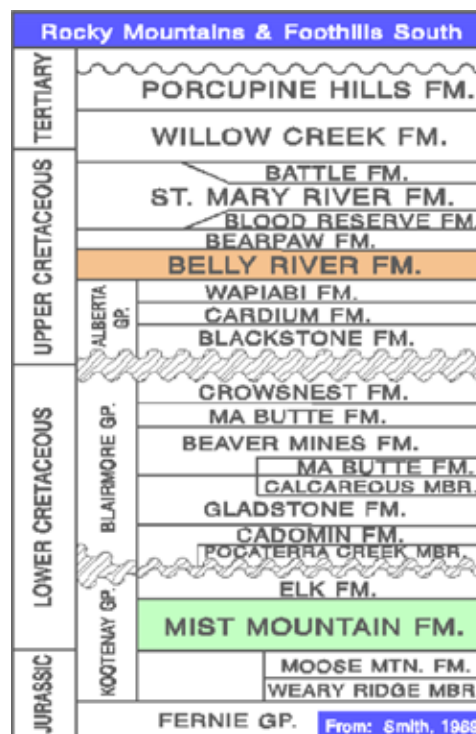 Rocky Mountains & Foothills South
TERTIARY
PORCUPINE HILLS FM.
WILLOW CREEK FM.
UPPER CRETACEOUS
BATTLE FM.
ST. MARY RIVER FM.
BLOOD RESERVE FM.
BEARPAW FM.
BELLY RIVER FM.
ALBERTA GP.
WAPIABI FM.
CARDIUM FM.
BLACKSTONE FM.
LOWER CRETACEOUS
BLAIRMORE GP.
CROWSNEST FM.
MA BUTTE FM.
BEAVER MINES FM.
MA BUTTE FM.
CALCAREOUS MBR.
GLADSTONE FM.
CADOMIN FM.
POCATERRA CREEK MBR.
KOOTENAY GP.
ELK FM.
MIST MOUNTAIN FM.
JURASSIC
MOOSE MTN. FM.
WEARY RIDGE MBR
FERNIE GP.
From: Smith, 1989